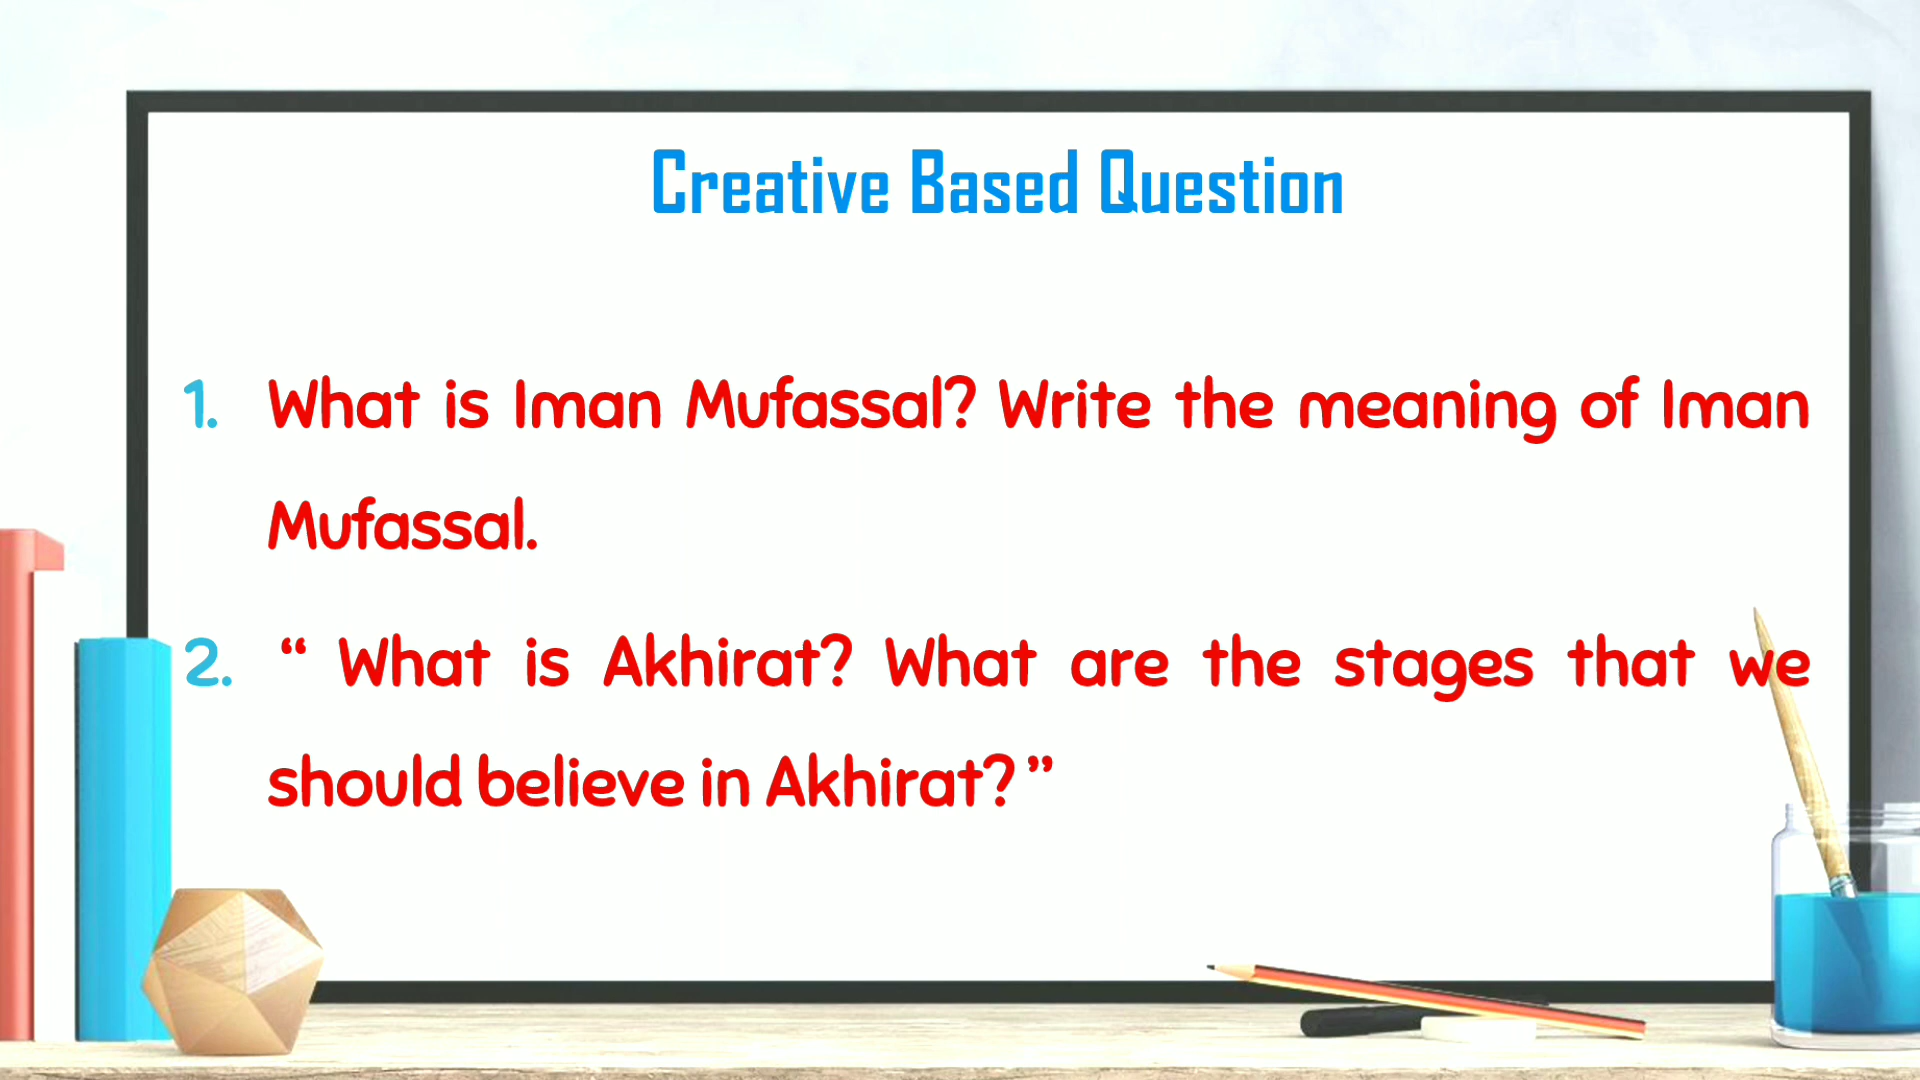 Creative Based Question
1. What is Iman Mufassal? Write the meaning of Iman
Mufassal.
2. “ What is Akhirat? What are the stages that we
should believe in Akhirat? ”